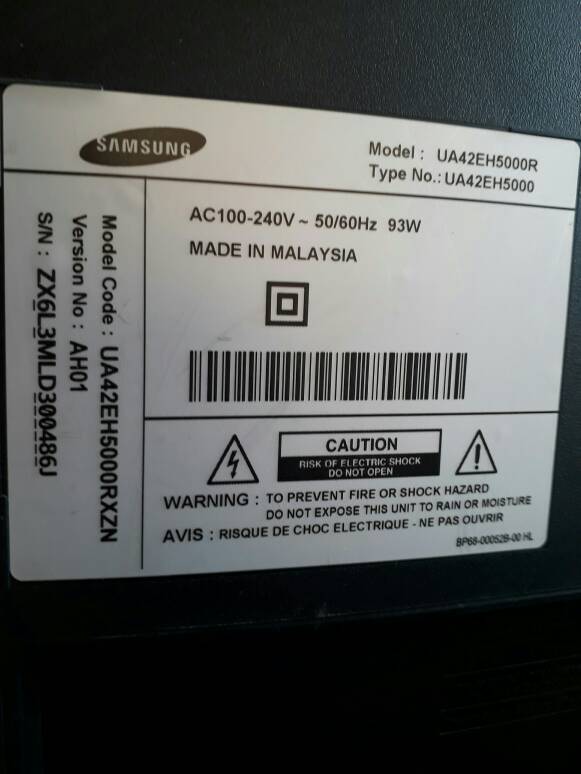 SAMSUNG
Model : UA42EH5000R
Type No.: UA42EH5000
AC100-240V ~ 50/60Hz 93W
MADE IN MALAYSIA
Model Code : UA42EH5000RXZN
Version No : AH01
S/N : ZX6L3MLD300486J
CAUTION
RISK OF ELECTRIC SHOCK
DO NOT OPEN
WARNING : TO PREVENT FIRE OR SHOCK HAZARD
DO NOT EXPOSE THIS UNIT TO RAIN OR MOISTURE
AVIS : RISQUE DE CHOC ELECTRIQUE - NE PAS OUVRIR
BP68-00052B-00 HL